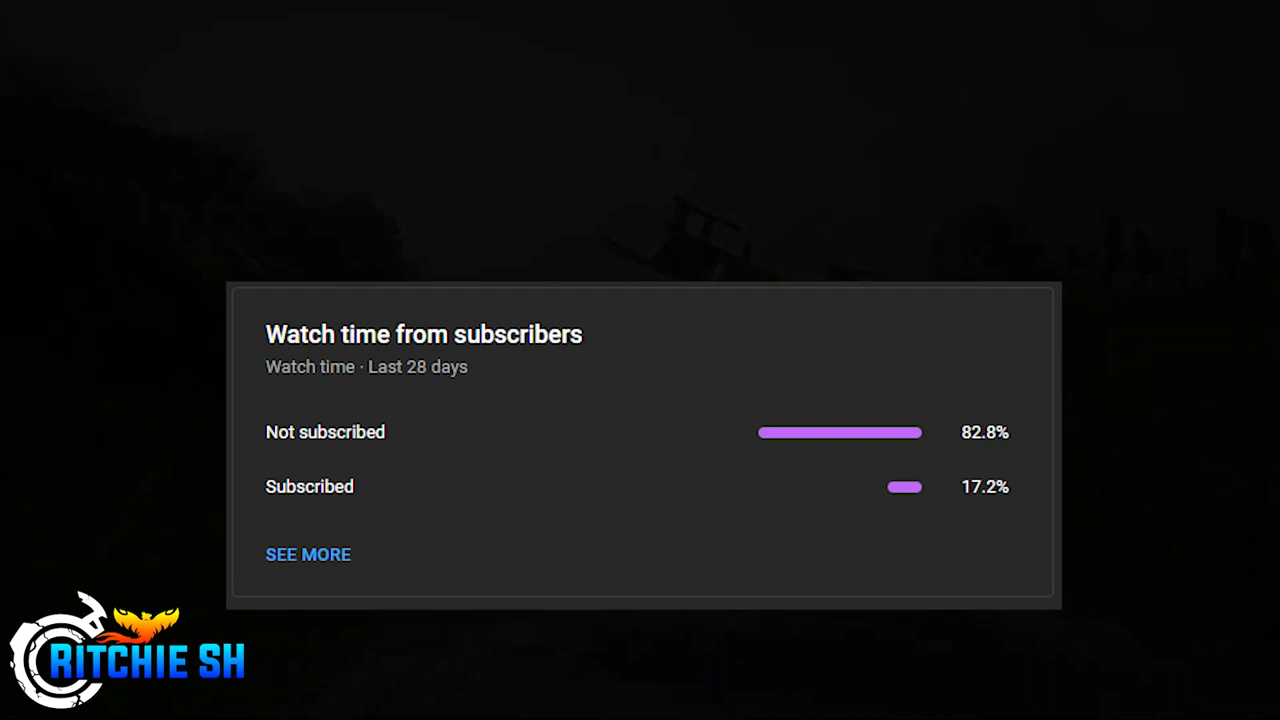 Watch time from subscribers
Watch time · Last 28 days
Not subscribed 82.8%
Subscribed 17.2%
SEE MORE
RITCHIE SH